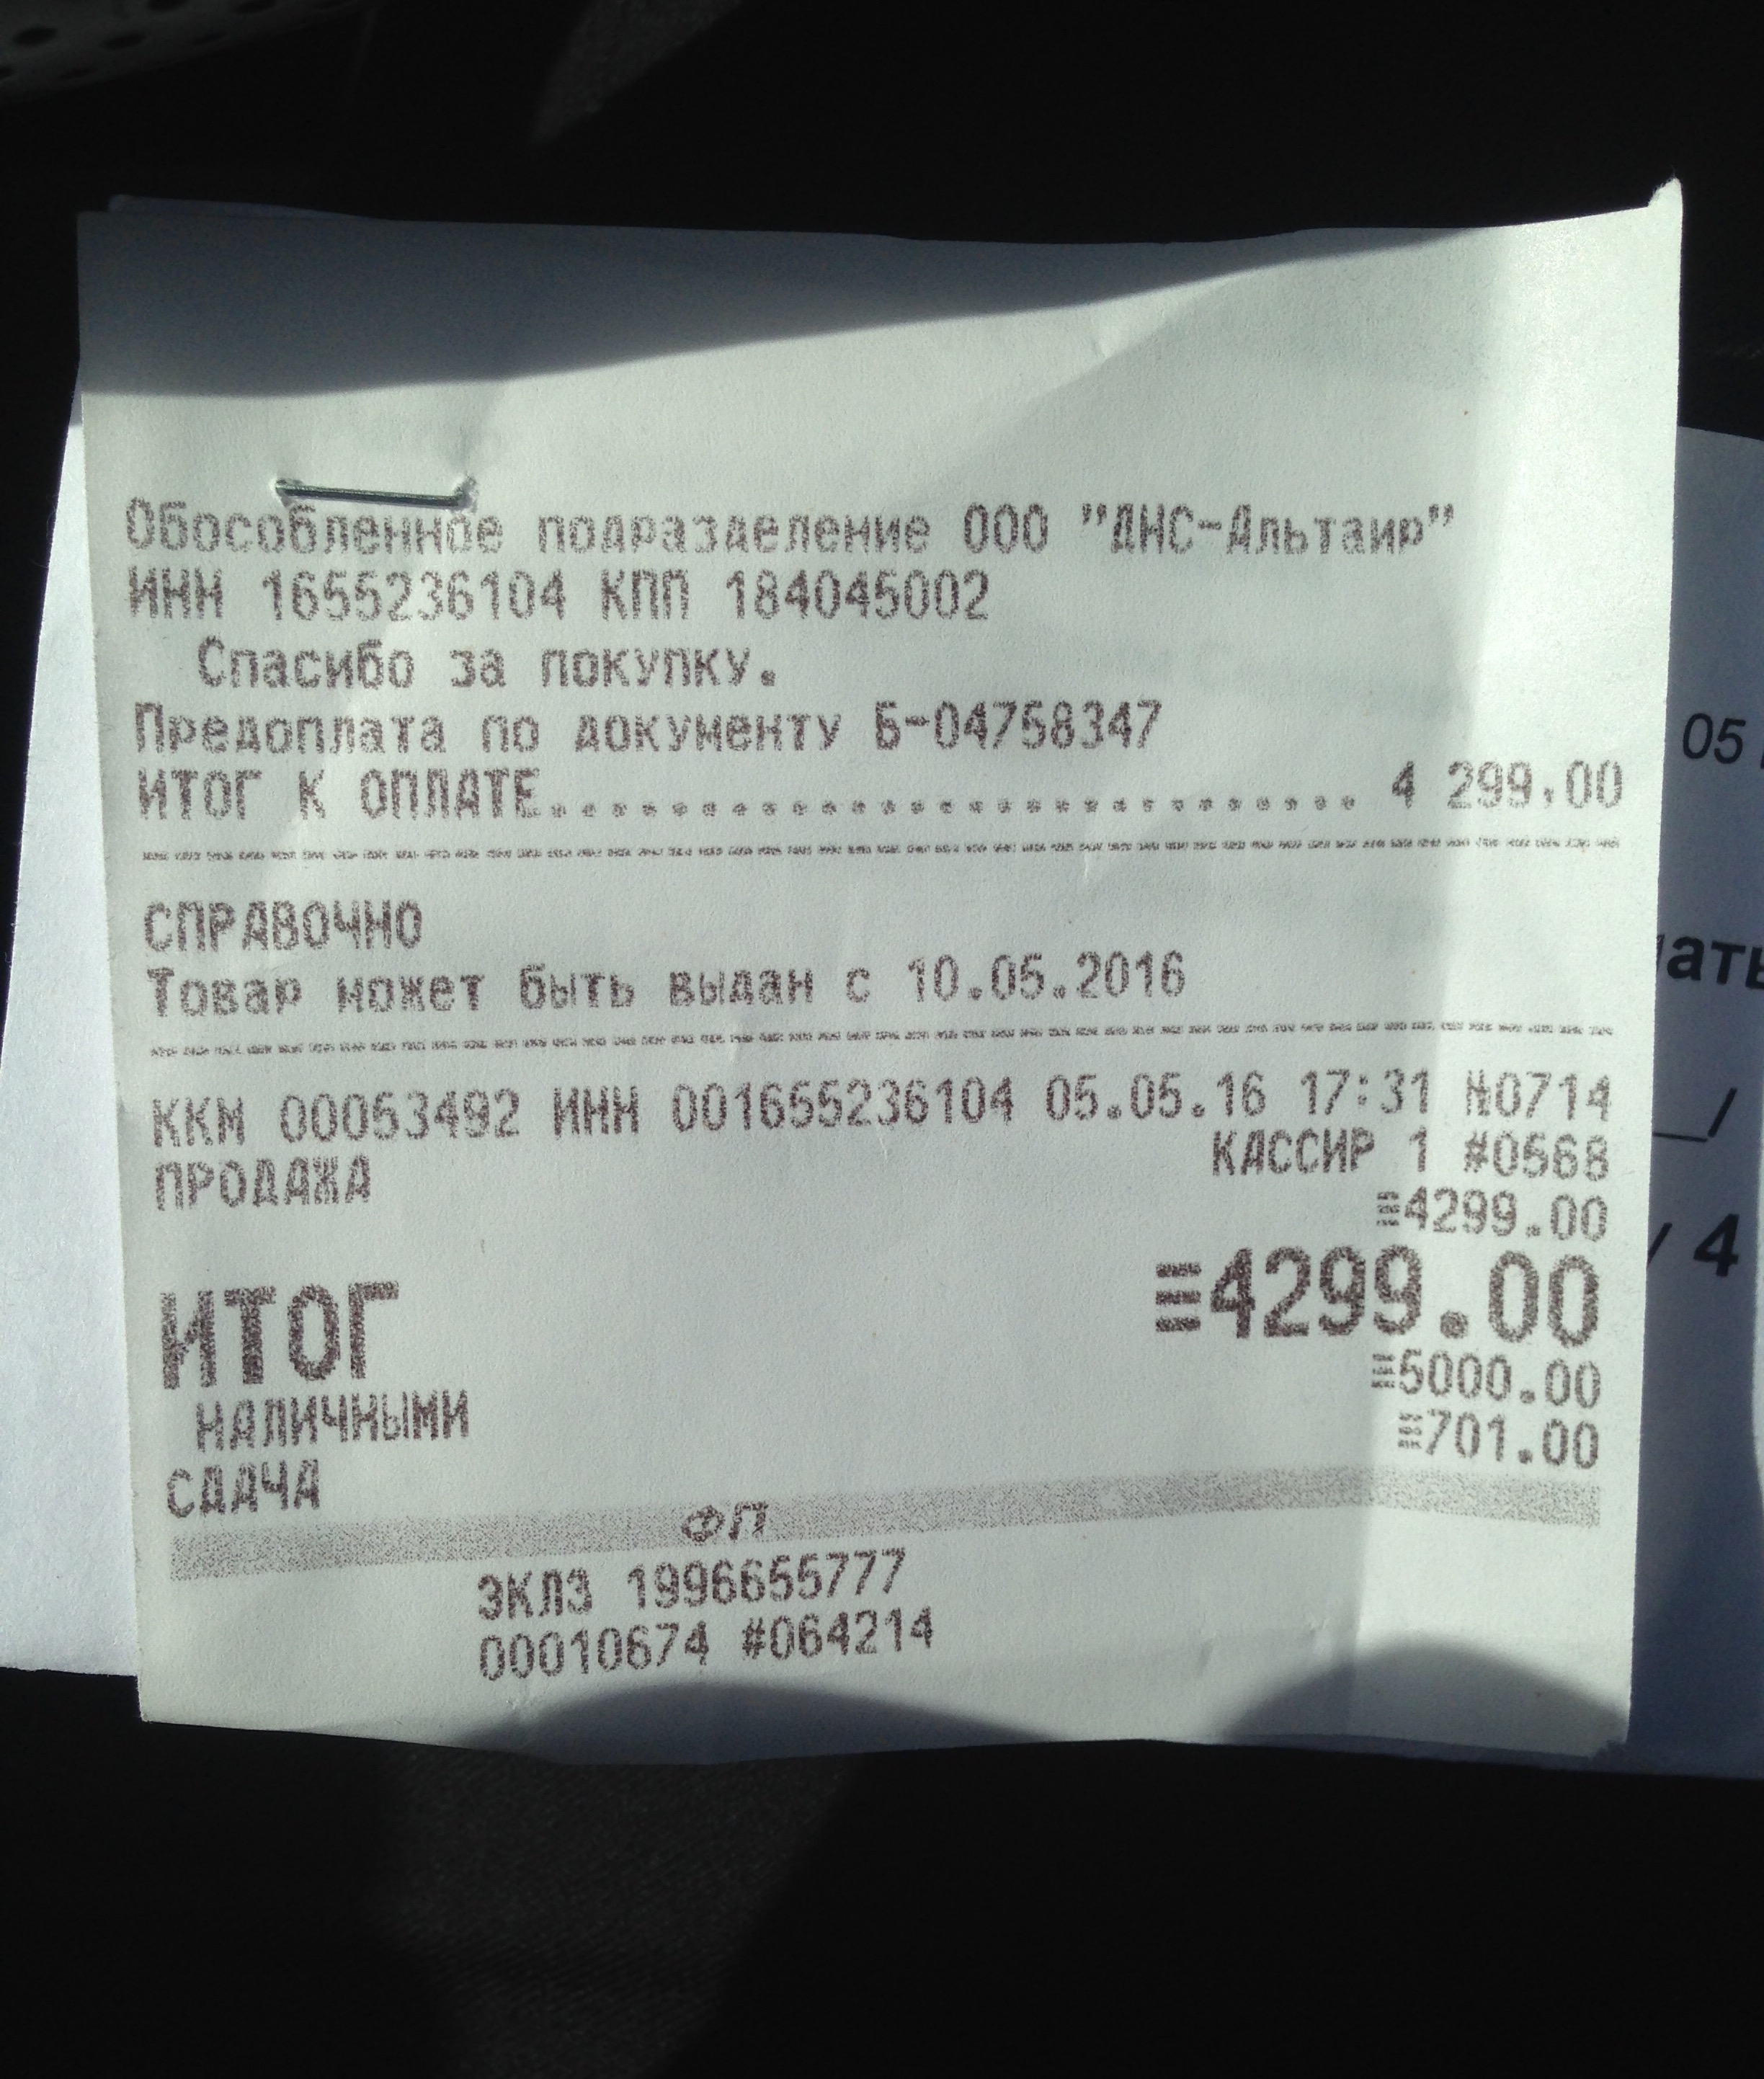 Обособленное подразделение ООО "ДНС-Альтаир"
ИНН 1655236104 КПП 184045002
Спасибо за покупку.
Предоплата по документу Б-04758347
ИТОГ К ОПЛАТЕ............................ 4 299,00
СПРАВОЧНО
Товар может быть выдан с 10.05.2016
ККМ 00053492 ИНН 001655236104 05.05.16 17:31 №0714
ПРОДАЖА КАССИР 1 #0568
≡4299.00
ИТОГ ≡4299.00
НАЛИЧНЫМИ ≡5000.00
СДАЧА ≡701.00
ФП
ЭКЛЗ 1996655777
00010674 #064214
05
/
4